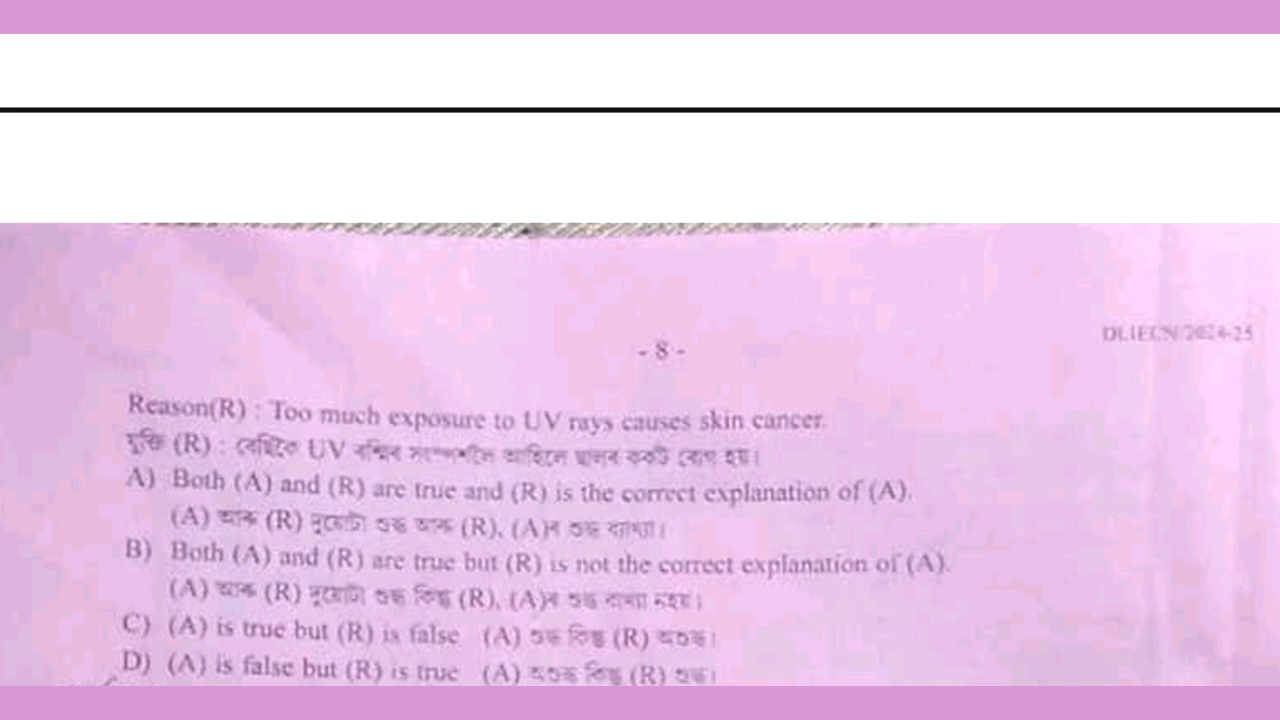 - 8 -
DLIECN/2024-25
Reason(R) : Too much exposure to UV rays causes skin cancer.
যুক্তি (R) : বেছিকৈ UV ৰশ্মিৰ সংস্পৰ্শলৈ আহিলে ছালৰ কৰ্কট ৰোগ হয়।
A) Both (A) and (R) are true and (R) is the correct explanation of (A).
(A) আৰু (R) দুয়োটা শুদ্ধ আৰু (R), (A)ৰ শুদ্ধ ব্যাখ্যা।
B) Both (A) and (R) are true but (R) is not the correct explanation of (A).
(A) আৰু (R) দুয়োটা শুদ্ধ কিন্তু (R), (A)ৰ শুদ্ধ ব্যাখ্যা নহয়।
C) (A) is true but (R) is false (A) শুদ্ধ কিন্তু (R) অশুদ্ধ।
D) (A) is false but (R) is true (A) অশুদ্ধ কিন্তু (R) শুদ্ধ।